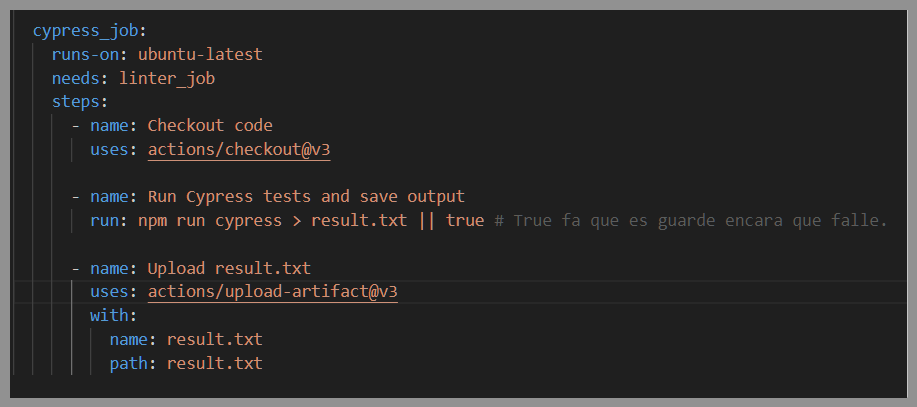 cypress_job:
runs-on: ubuntu-latest
needs: linter_job
steps:
- name: Checkout code
uses: actions/checkout@v3
- name: Run Cypress tests and save output
run: npm run cypress > result.txt || true # True fa que es guarde encara que falle.
- name: Upload result.txt
uses: actions/upload-artifact@v3
with:
name: result.txt
path: result.txt